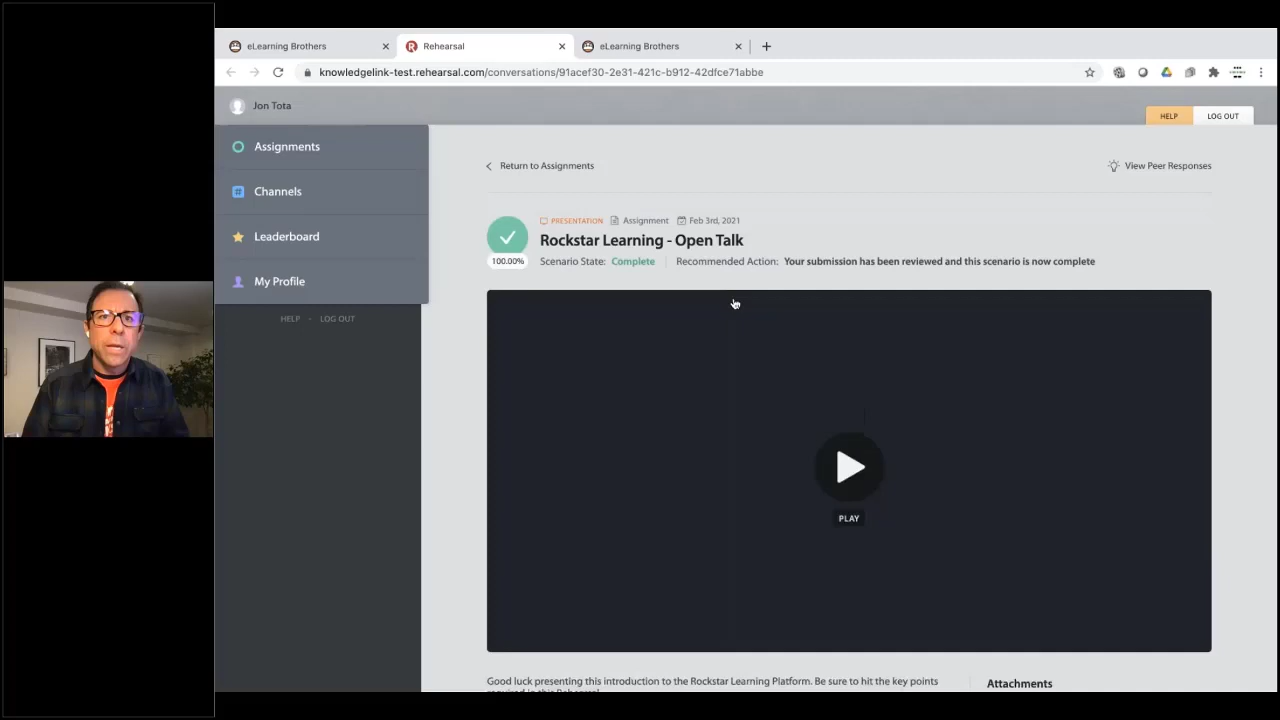 eLearning Brothers
Rehearsal
eLearning Brothers
knowledgelink-test.rehearsal.com/conversations/91acef30-2e31-421c-b912-42dfce71abbe
Jon Tota
HELP
LOG OUT
Assignments
Channels
Leaderboard
My Profile
HELP - LOG OUT
Return to Assignments
View Peer Responses
PRESENTATION Assignment Feb 3rd, 2021
Rockstar Learning - Open Talk
100.00%
Scenario State: Complete
Recommended Action: Your submission has been reviewed and this scenario is now complete
PLAY
Good luck presenting this introduction to the Rockstar Learning Platform. Be sure to hit the key points
required in this Rehearsal
Attachments